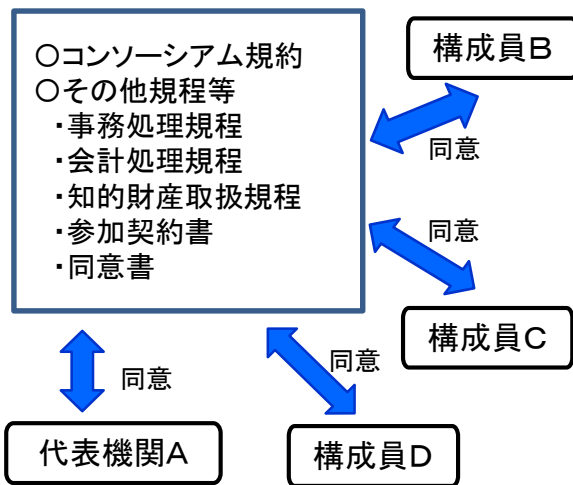 ○コンソーシアム規約
○その他規程等
・事務処理規程
・会計処理規程
・知的財産取扱規程
・参加契約書
・同意書
構成員B
同意
同意
構成員C
同意
同意
代表機関A
構成員D